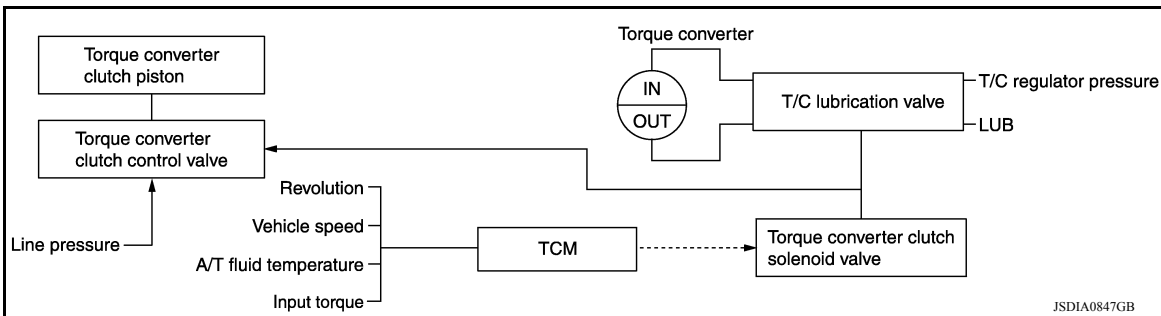 Torque converter
clutch piston
Torque converter
clutch control valve
Line pressure
Torque converter
IN
OUT
T/C lubrication valve
T/C regulator pressure
LUB
Revolution
Vehicle speed
A/T fluid temperature
Input torque
TCM
Torque converter clutch
solenoid valve
JSDIA0847GB